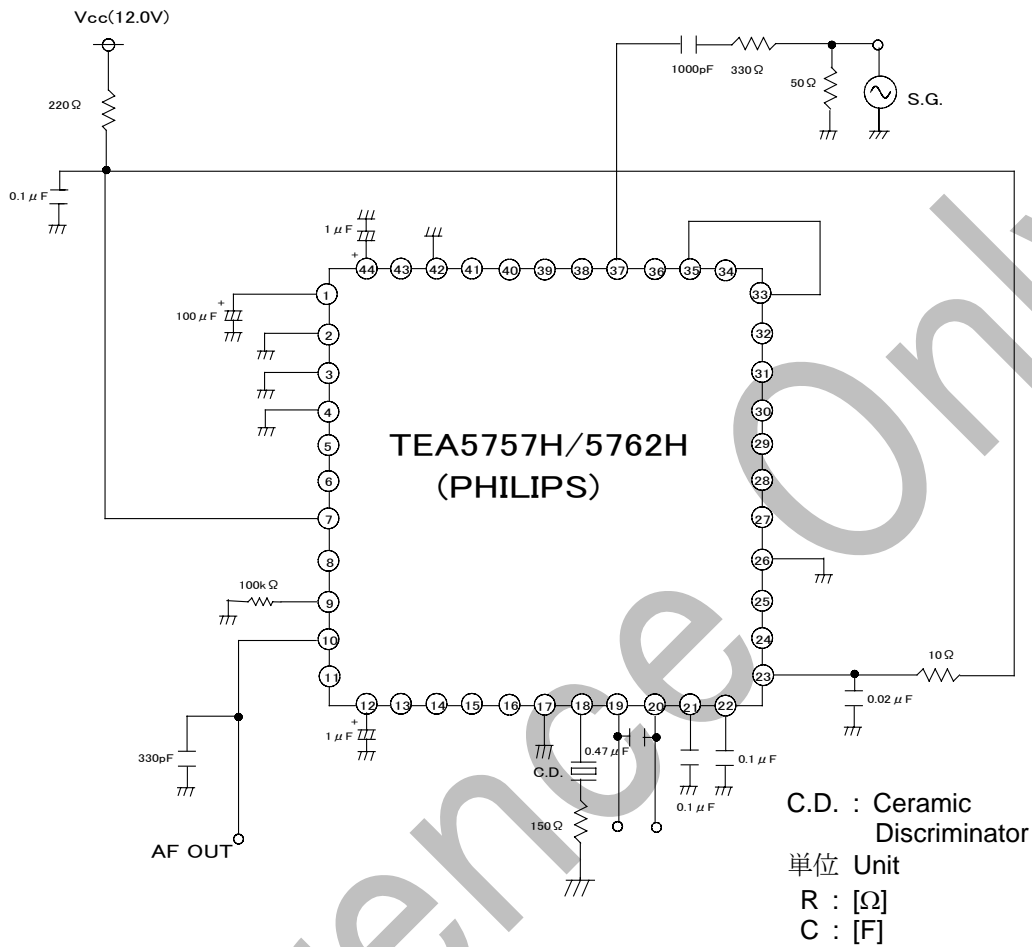 Vcc(12.0V)
220Ω
0.1μF
1000pF
330Ω
50Ω
S.G.
1μF
+
44
43
42
41
40
39
38
37
36
35
34
+
100μF
1
2
3
4
5
6
7
8
9
10
11
33
32
31
30
29
28
27
26
25
24
23
TEA5757H/5762H
(PHILIPS)
100kΩ
10Ω
0.02μF
12
13
14
15
16
17
18
19
20
21
22
+
1μF
330pF
C.D.
0.47μF
0.1μF
0.1μF
150Ω
AF OUT
C.D. : Ceramic
Discriminator
単位 Unit
R : [Ω]
C : [F]
ence Onl